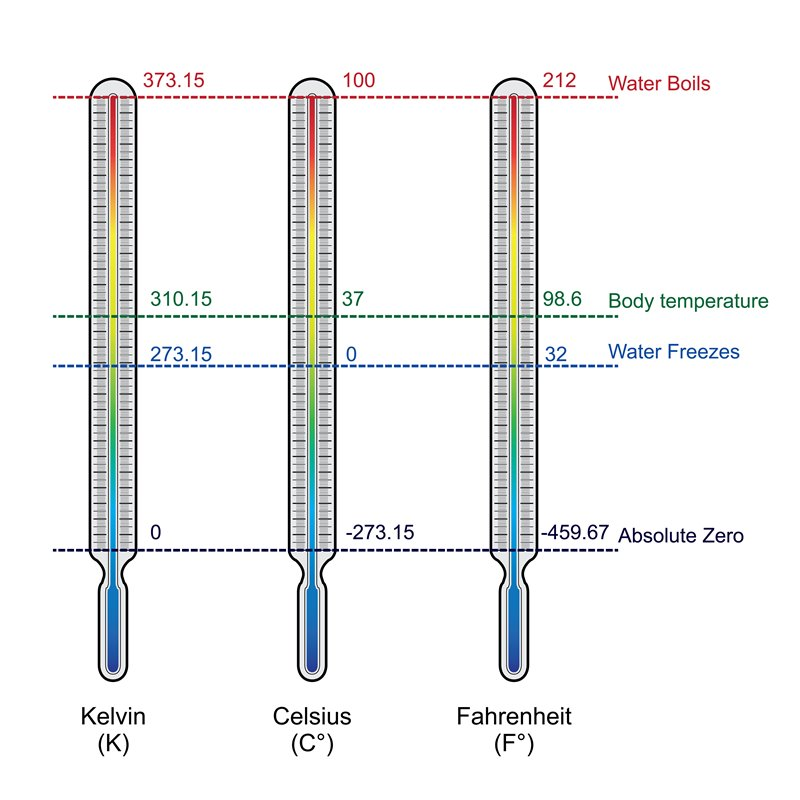 373.15 100 212 Water Boils
310.15 37 98.6 Body temperature
273.15 0 32 Water Freezes
0 -273.15 -459.67 Absolute Zero
Kelvin Celsius Fahrenheit
(K) (C°) (F°)